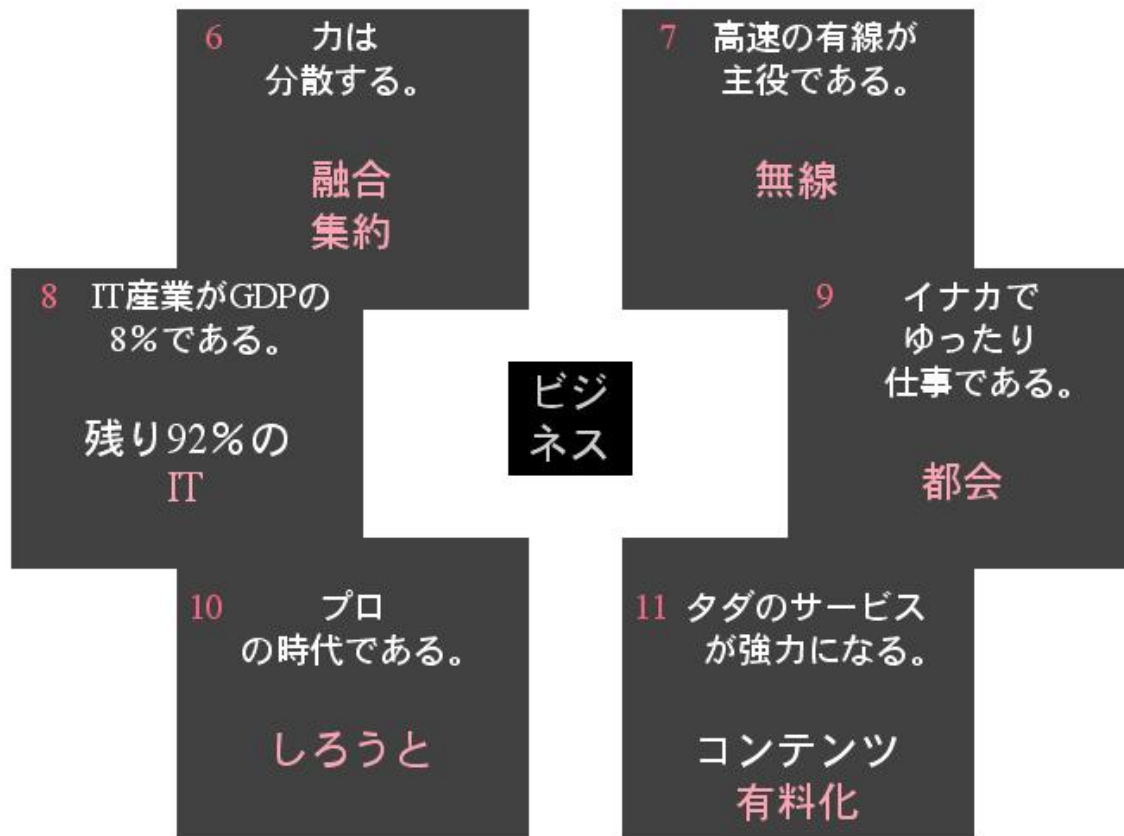 6 力は
分散する。
融合
集約
7 高速の有線が
主役である。
無線
8 IT産業がGDPの
8%である。
残り92%の
IT
ビジ
ネス
9 イナカで
ゆったり
仕事である。
都会
10 プロ
の時代である。
しろうと
11 タダのサービス
が強力になる。
コンテンツ
有料化